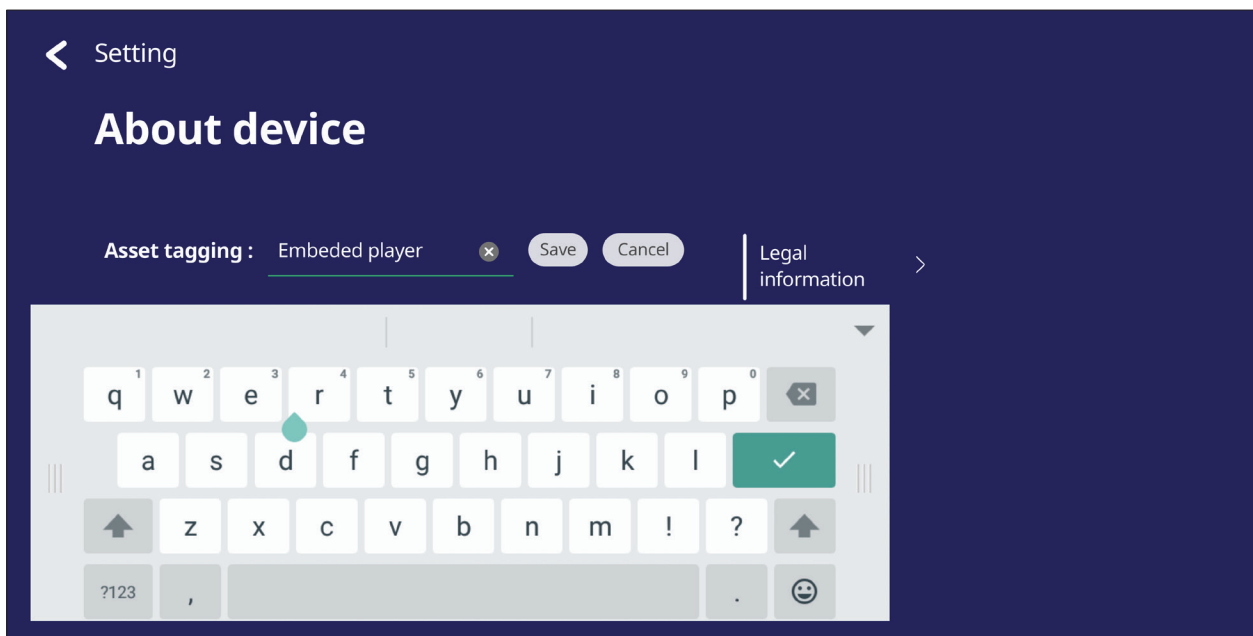 Setting
About device
Asset tagging : Embeded player Save Cancel
Legal
information
1 2 3 4 5 6 7 8 9 0
q w e r t y u i o p
a s d f g h j k l
z x c v b n m ! ?
?123 , .